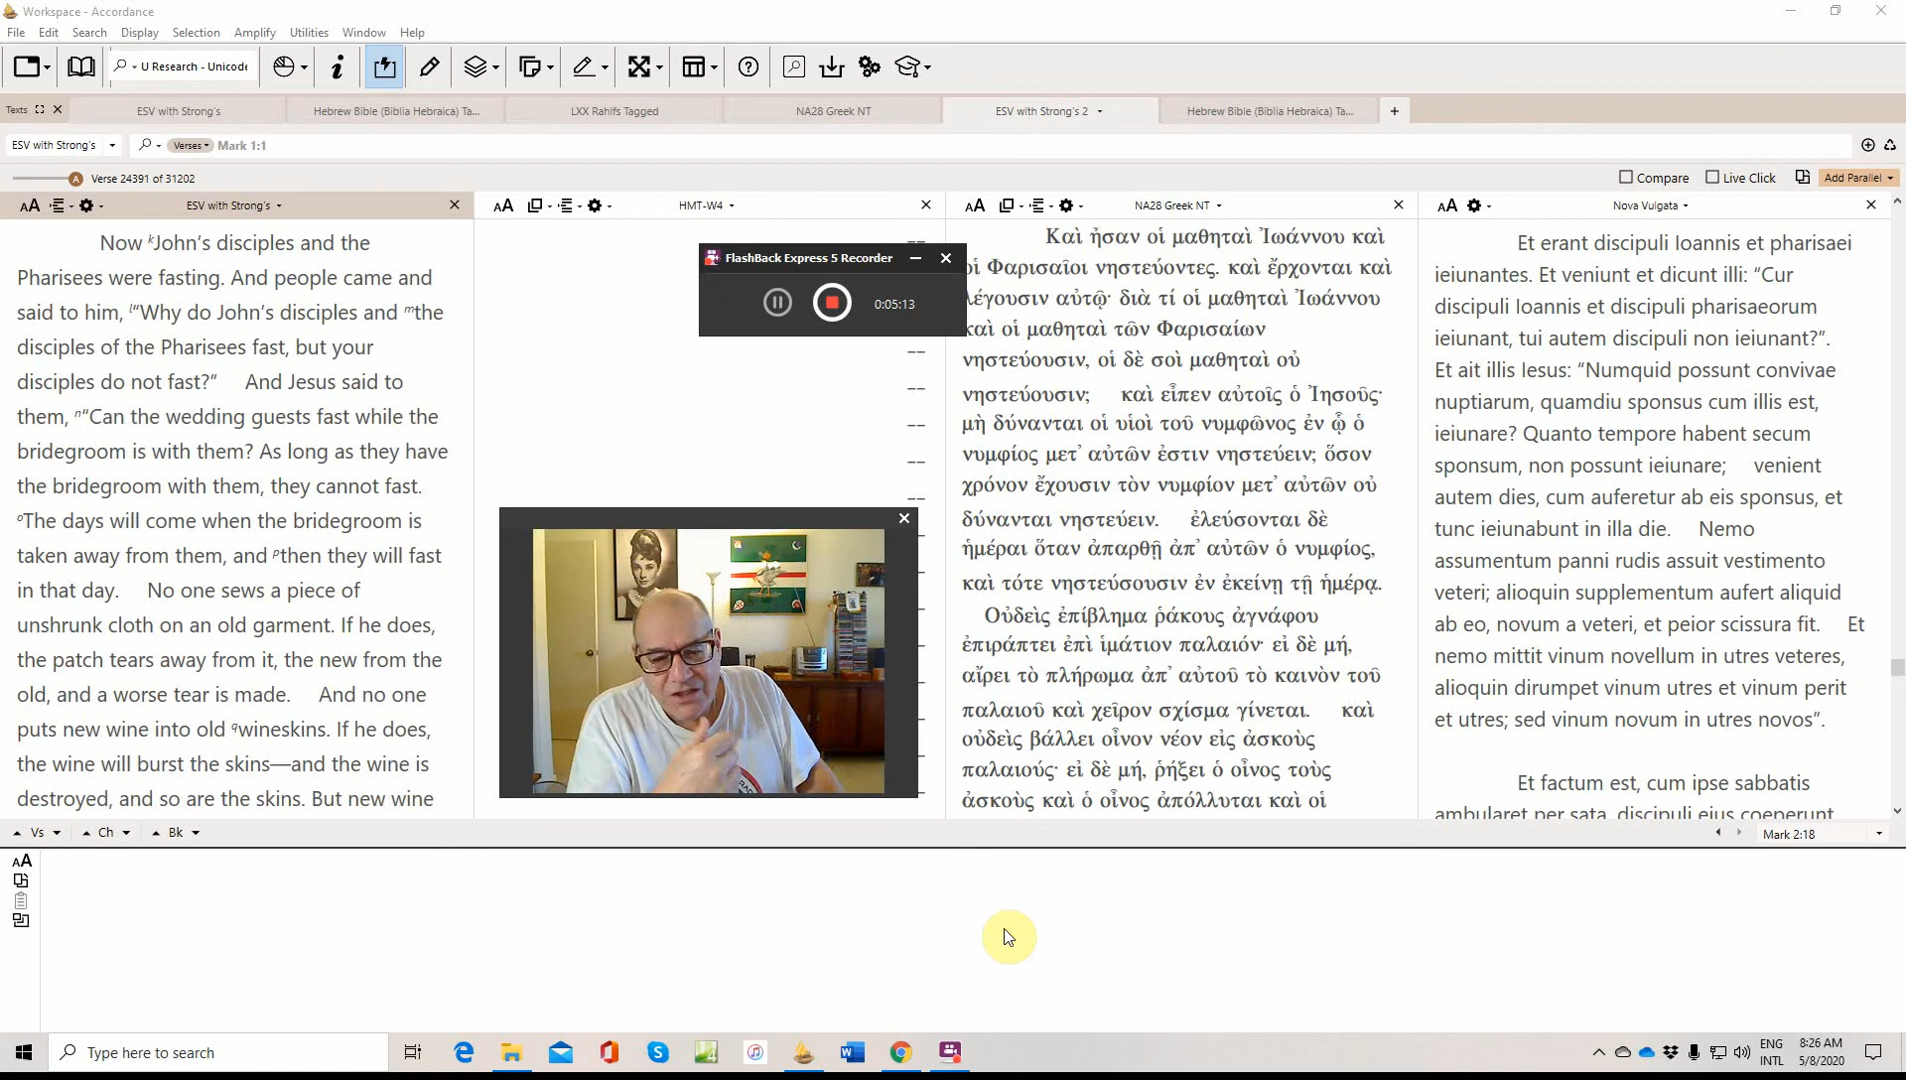 Workspace - Accordance
File Edit Search Display Selection Amplify Utilities Window Help
U Research - Unicode
Texts ESV with Strong's Hebrew Bible (Biblia Hebraica) Ta... LXX Rahlfs Tagged NA28 Greek NT ESV with Strong's 2 Hebrew Bible (Biblia Hebraica) Ta...
ESV with Strong's Verses Mark 1:1
A Verse 24391 of 31202 Compare Live Click Add Parallel
ESV with Strong's
Now ᵏJohn's disciples and the
Pharisees were fasting. And people came and
said to him, ˡ“Why do John's disciples and ᵐthe
disciples of the Pharisees fast, but your
disciples do not fast?” And Jesus said to
them, ⁿ“Can the wedding guests fast while the
bridegroom is with them? As long as they have
the bridegroom with them, they cannot fast.
ᵒThe days will come when the bridegroom is
taken away from them, and ᵖthen they will fast
in that day. No one sews a piece of
unshrunk cloth on an old garment. If he does,
the patch tears away from it, the new from the
old, and a worse tear is made. And no one
puts new wine into old qwineskins. If he does,
the wine will burst the skins—and the wine is
destroyed, and so are the skins. But new wine
HMT-W4
FlashBack Express 5 Recorder
0:05:13
NA28 Greek NT
Καὶ ἦσαν οἱ μαθηταὶ Ἰωάννου καὶ
οἱ Φαρισαῖοι νηστεύοντες. καὶ ἔρχονται καὶ
λέγουσιν αὐτῷ· διὰ τί οἱ μαθηταὶ Ἰωάννου
καὶ οἱ μαθηταὶ τῶν Φαρισαίων
νηστεύουσιν, οἱ δὲ σοὶ μαθηταὶ οὐ
νηστεύουσιν; καὶ εἶπεν αὐτοῖς ὁ Ἰησοῦς·
μὴ δύνανται οἱ υἱοὶ τοῦ νυμφῶνος ἐν ᾧ ὁ
νυμφίος μετ᾽ αὐτῶν ἐστιν νηστεύειν; ὅσον
χρόνον ἔχουσιν τὸν νυμφίον μετ᾽ αὐτῶν οὐ
δύνανται νηστεύειν. ἐλεύσονται δὲ
ἡμέραι ὅταν ἀπαρθῇ ἀπ᾽ αὐτῶν ὁ νυμφίος,
καὶ τότε νηστεύσουσιν ἐν ἐκείνῃ τῇ ἡμέρᾳ.
Οὐδεὶς ἐπίβλημα ῥάκους ἀγνάφου
ἐπιράπτει ἐπὶ ἱμάτιον παλαιόν· εἰ δὲ μή,
αἴρει τὸ πλήρωμα ἀπ᾽ αὐτοῦ τὸ καινὸν τοῦ
παλαιοῦ καὶ χεῖρον σχίσμα γίνεται. καὶ
οὐδεὶς βάλλει οἶνον νέον εἰς ἀσκοὺς
παλαιούς· εἰ δὲ μή, ῥήξει ὁ οἶνος τοὺς
ἀσκοὺς καὶ ὁ οἶνος ἀπόλλυται καὶ οἱ
Nova Vulgata
Et erant discipuli Ioannis et pharisaei
ieiunantes. Et veniunt et dicunt illi: “Cur
discipuli Ioannis et discipuli pharisaeorum
ieiunant, tui autem discipuli non ieiunant?”.
Et ait illis Iesus: “Numquid possunt convivae
nuptiarum, quamdiu sponsus cum illis est,
ieiunare? Quanto tempore habent secum
sponsum, non possunt ieiunare; venient
autem dies, cum auferetur ab eis sponsus, et
tunc ieiunabunt in illa die. Nemo
assumentum panni rudis assuit vestimento
veteri; alioquin supplementum aufert aliquid
ab eo, novum a veteri, et peior scissura fit. Et
nemo mittit vinum novellum in utres veteres,
alioquin dirumpet vinum utres et vinum perit
et utres; sed vinum novum in utres novos”.
Et factum est, cum ipse sabbatis
ambularet per sata, discipuli eius coeperunt
Vs Ch Bk Mark 2:18
Type here to search
ENG 8:26 AM
INTL 5/8/2020